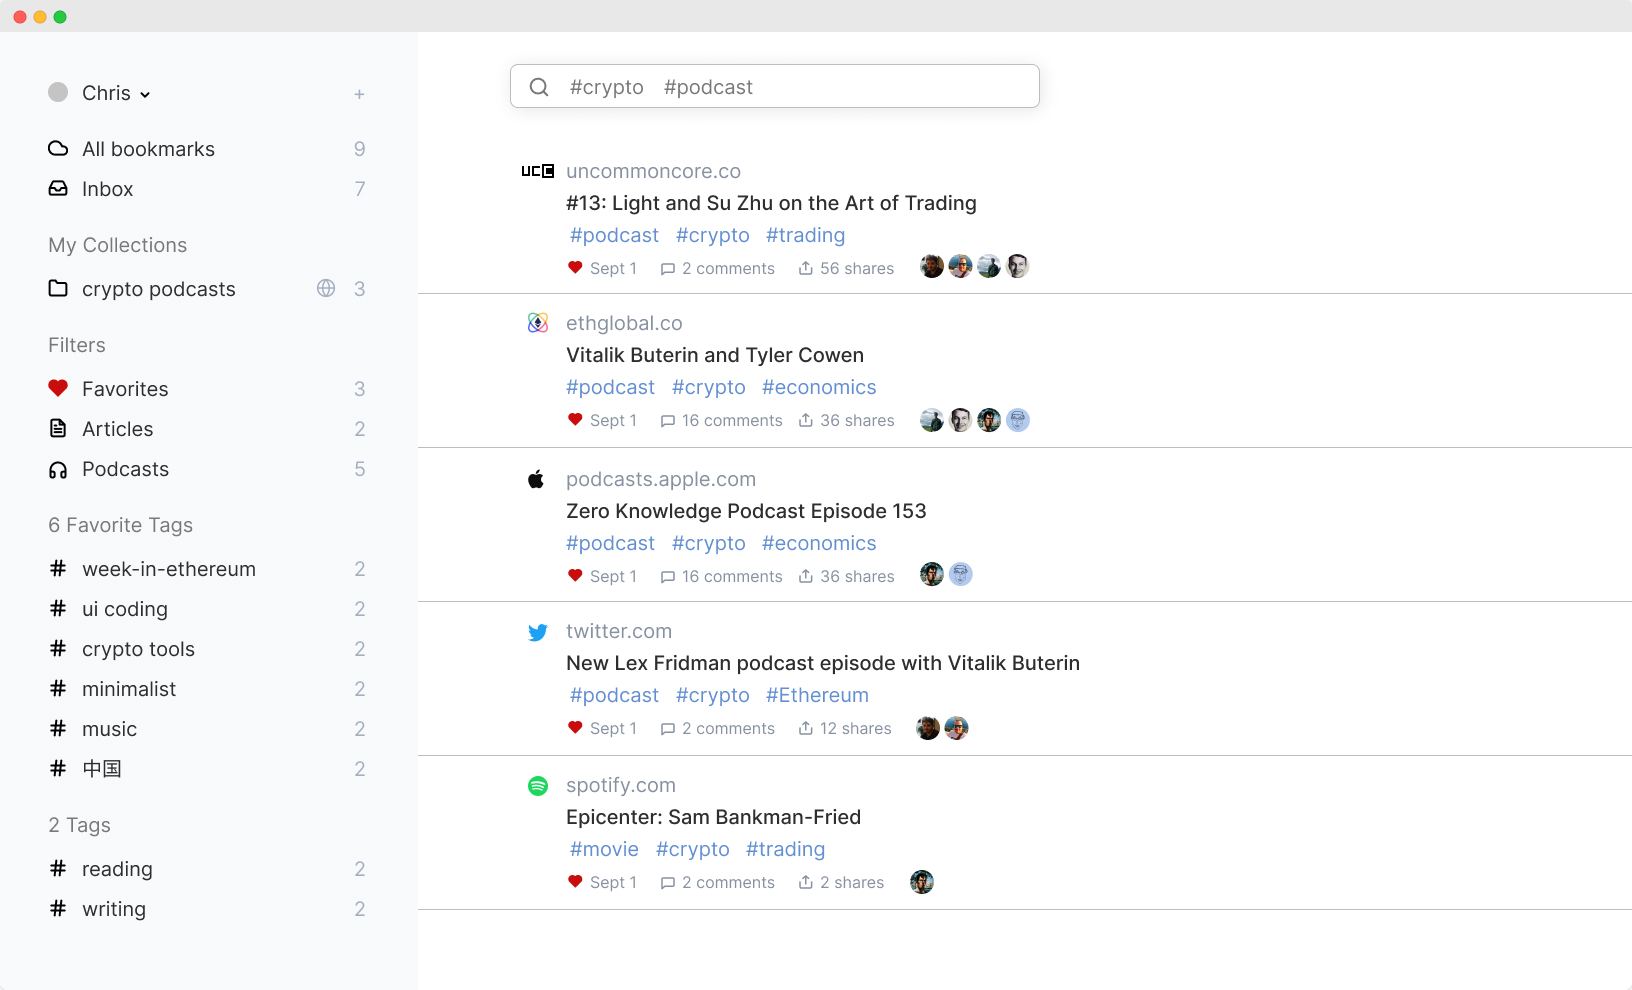 Chris +
All bookmarks 9
Inbox 7
My Collections
crypto podcasts 3
Filters
Favorites 3
Articles 2
Podcasts 5
6 Favorite Tags
# week-in-ethereum 2
# ui coding 2
# crypto tools 2
# minimalist 2
# music 2
# 中国 2
2 Tags
# reading 2
# writing 2
#crypto #podcast
UCC uncommoncore.co
#13: Light and Su Zhu on the Art of Trading
#podcast #crypto #trading
Sept 1 2 comments 56 shares
ethglobal.co
Vitalik Buterin and Tyler Cowen
#podcast #crypto #economics
Sept 1 16 comments 36 shares
podcasts.apple.com
Zero Knowledge Podcast Episode 153
#podcast #crypto #economics
Sept 1 16 comments 36 shares
twitter.com
New Lex Fridman podcast episode with Vitalik Buterin
#podcast #crypto #Ethereum
Sept 1 2 comments 12 shares
spotify.com
Epicenter: Sam Bankman-Fried
#movie #crypto #trading
Sept 1 2 comments 2 shares